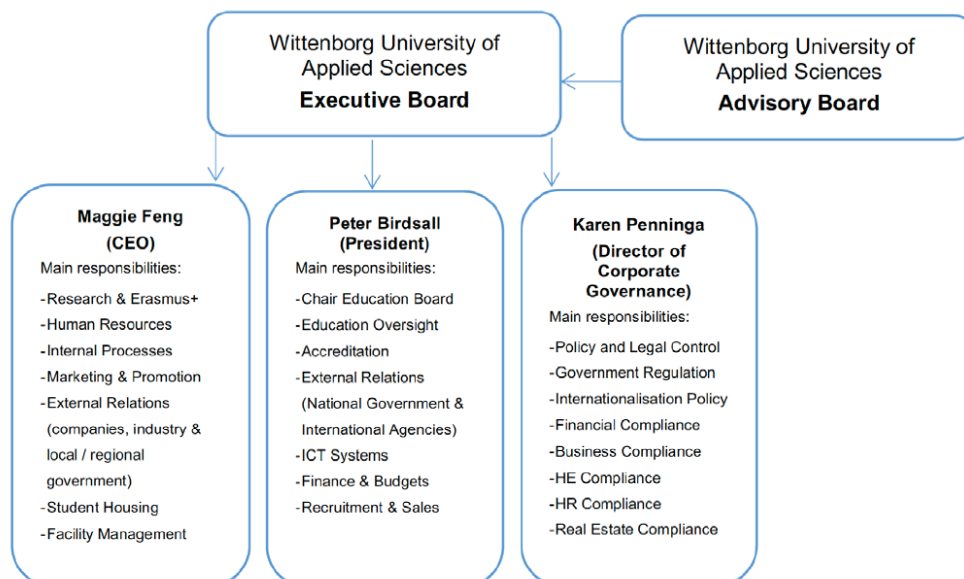 Wittenborg University of
Applied Sciences
Executive Board
Wittenborg University of
Applied Sciences
Advisory Board
Maggie Feng
(CEO)
Main responsibilities:
-Research & Erasmus+
-Human Resources
-Internal Processes
-Marketing & Promotion
-External Relations
(companies, industry &
local / regional
government)
-Student Housing
-Facility Management
Peter Birdsall
(President)
Main responsibilities:
-Chair Education Board
-Education Oversight
-Accreditation
-External Relations
(National Government &
International Agencies)
-ICT Systems
-Finance & Budgets
-Recruitment & Sales
Karen Penninga
(Director of
Corporate
Governance)
Main responsibilities:
-Policy and Legal Control
-Government Regulation
-Internationalisation Policy
-Financial Compliance
-Business Compliance
-HE Compliance
-HR Compliance
-Real Estate Compliance